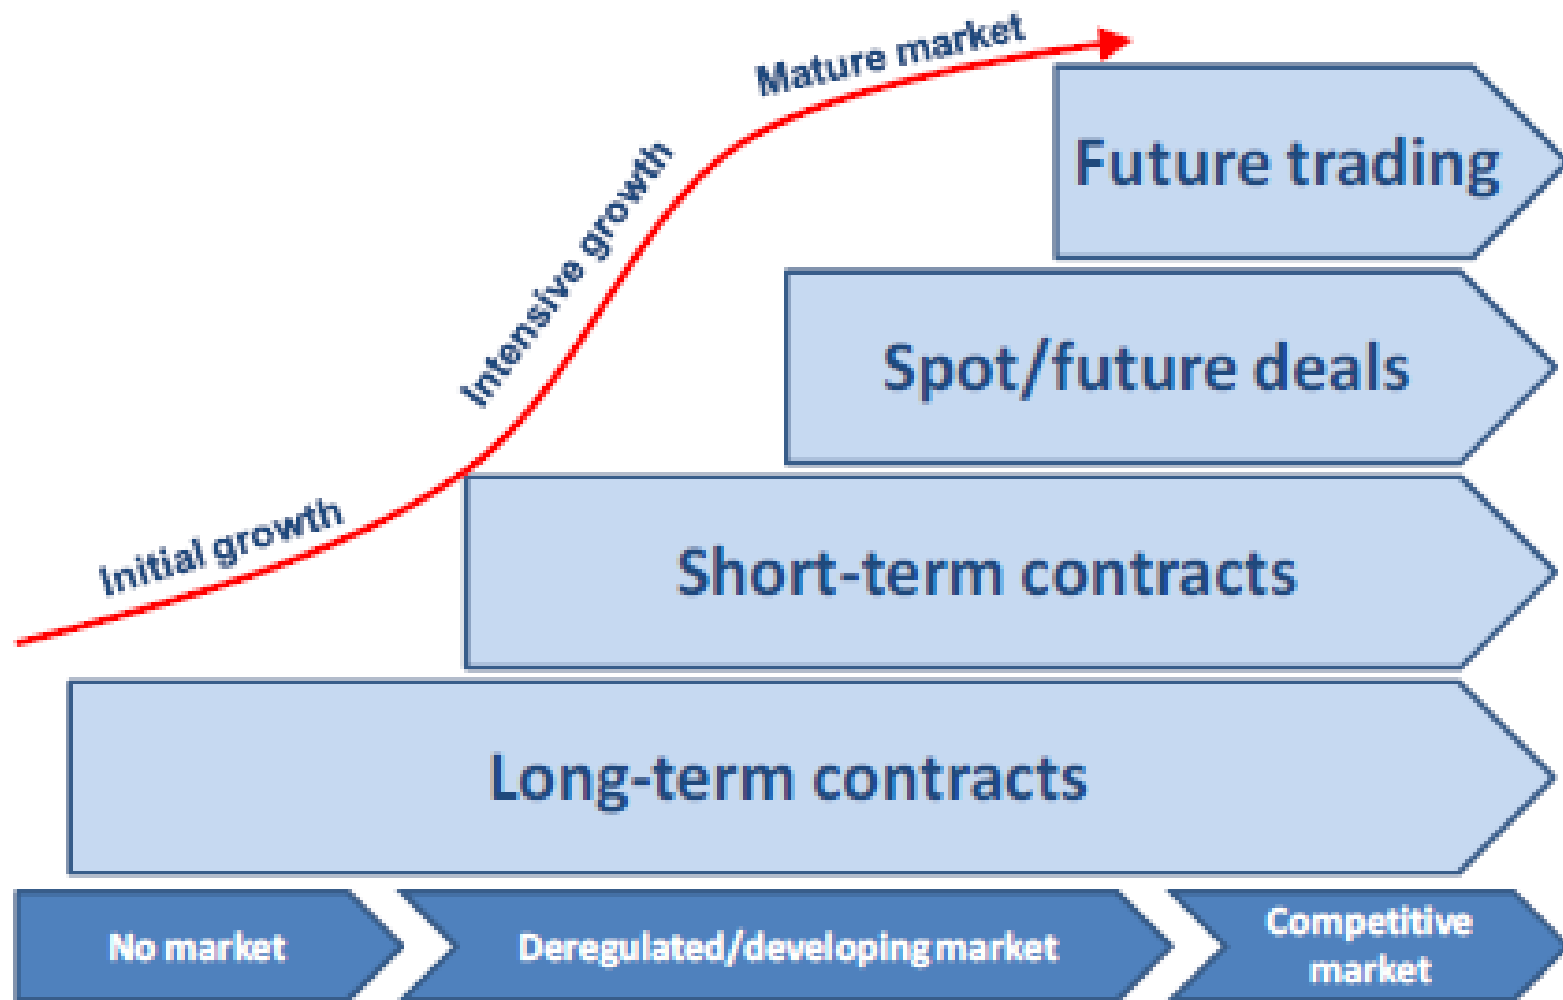 Mature market
Future trading
Intensive growth
Spot/future deals
Initial growth
Short-term contracts
Long-term contracts
No market
Deregulated/developing market
Competitive
market